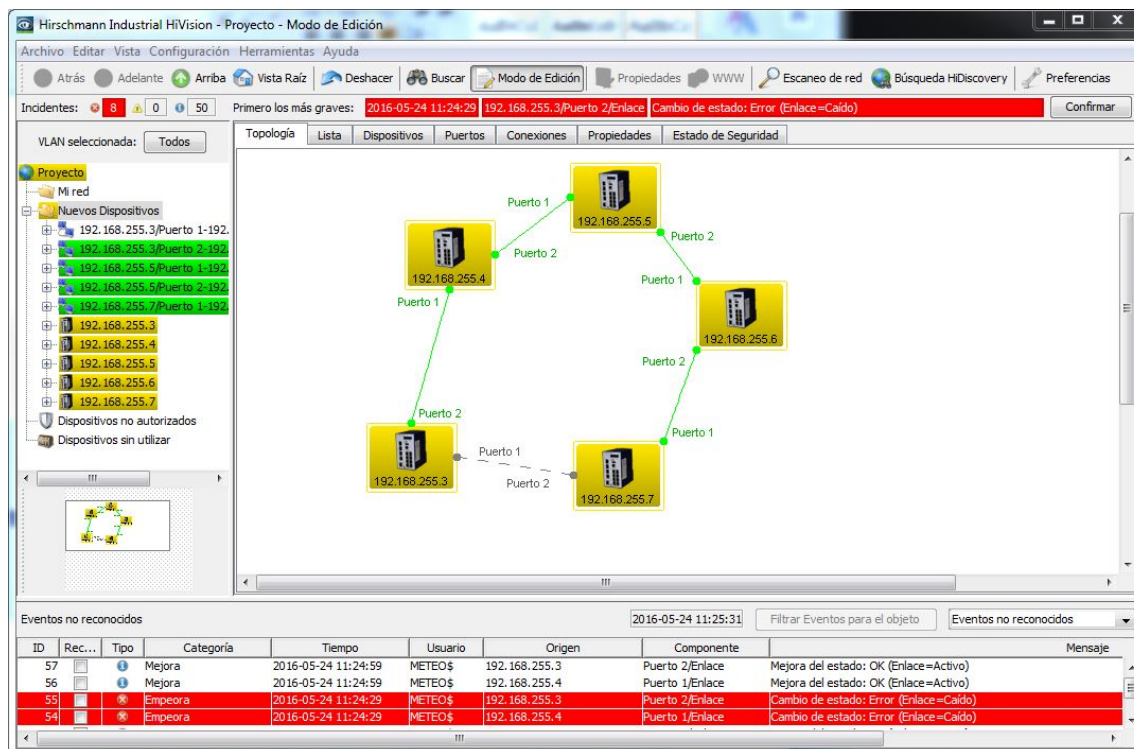 Hirschmann Industrial HiVision - Proyecto - Modo de Edición
Archivo Editar Vista Configuración Herramientas Ayuda
Atrás Adelante Arriba Vista Raíz Deshacer Buscar Modo de Edición Propiedades WWW Escaneo de red Búsqueda HiDiscovery Preferencias
Incidentes: 8 0 50 Primero los más graves: 2016-05-24 11:24:29 192.168.255.3/Puerto 2/Enlace Cambio de estado: Error (Enlace=Caído) Confirmar
VLAN seleccionada: Todos
Proyecto
Mi red
Nuevos Dispositivos
192.168.255.3/Puerto 1-192.
192.168.255.3/Puerto 2-192.
192.168.255.5/Puerto 1-192.
192.168.255.5/Puerto 2-192.
192.168.255.7/Puerto 1-192.
192.168.255.3
192.168.255.4
192.168.255.5
192.168.255.6
192.168.255.7
Dispositivos no autorizados
Dispositivos sin utilizar
Topología Lista Dispositivos Puertos Conexiones Propiedades Estado de Seguridad
Puerto 1
192.168.255.5
Puerto 2
Puerto 2
192.168.255.4
Puerto 1
Puerto 1
192.168.255.6
Puerto 2
Puerto 2
Puerto 1
Puerto 1
192.168.255.3
Puerto 2
192.168.255.7
Eventos no reconocidos 2016-05-24 11:25:31 Filtrar Eventos para el objeto Eventos no reconocidos
ID Rec... Tipo Categoría Tiempo Usuario Origen Componente Mensaje
57 Mejora 2016-05-24 11:24:59 METEO$ 192.168.255.3 Puerto 2/Enlace Mejora del estado: OK (Enlace=Activo)
56 Mejora 2016-05-24 11:24:59 METEO$ 192.168.255.4 Puerto 1/Enlace Mejora del estado: OK (Enlace=Activo)
55 Empeora 2016-05-24 11:24:29 METEO$ 192.168.255.3 Puerto 2/Enlace Cambio de estado: Error (Enlace=Caído)
54 Empeora 2016-05-24 11:24:29 METEO$ 192.168.255.4 Puerto 1/Enlace Cambio de estado: Error (Enlace=Caído)